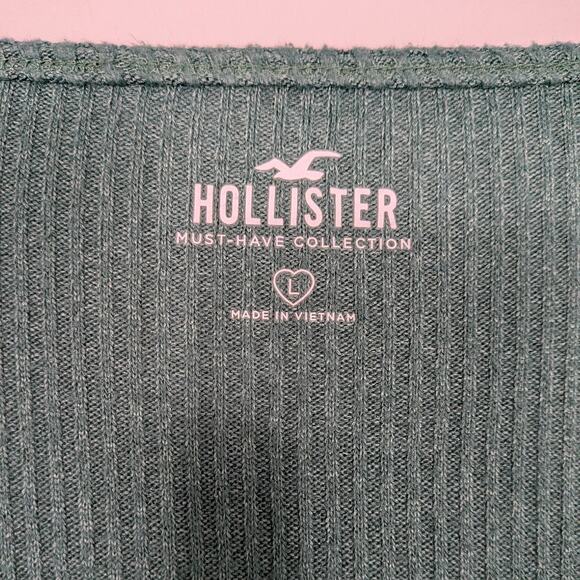 HOLLISTER
MUST-HAVE COLLECTION
L
MADE IN VIETNAM